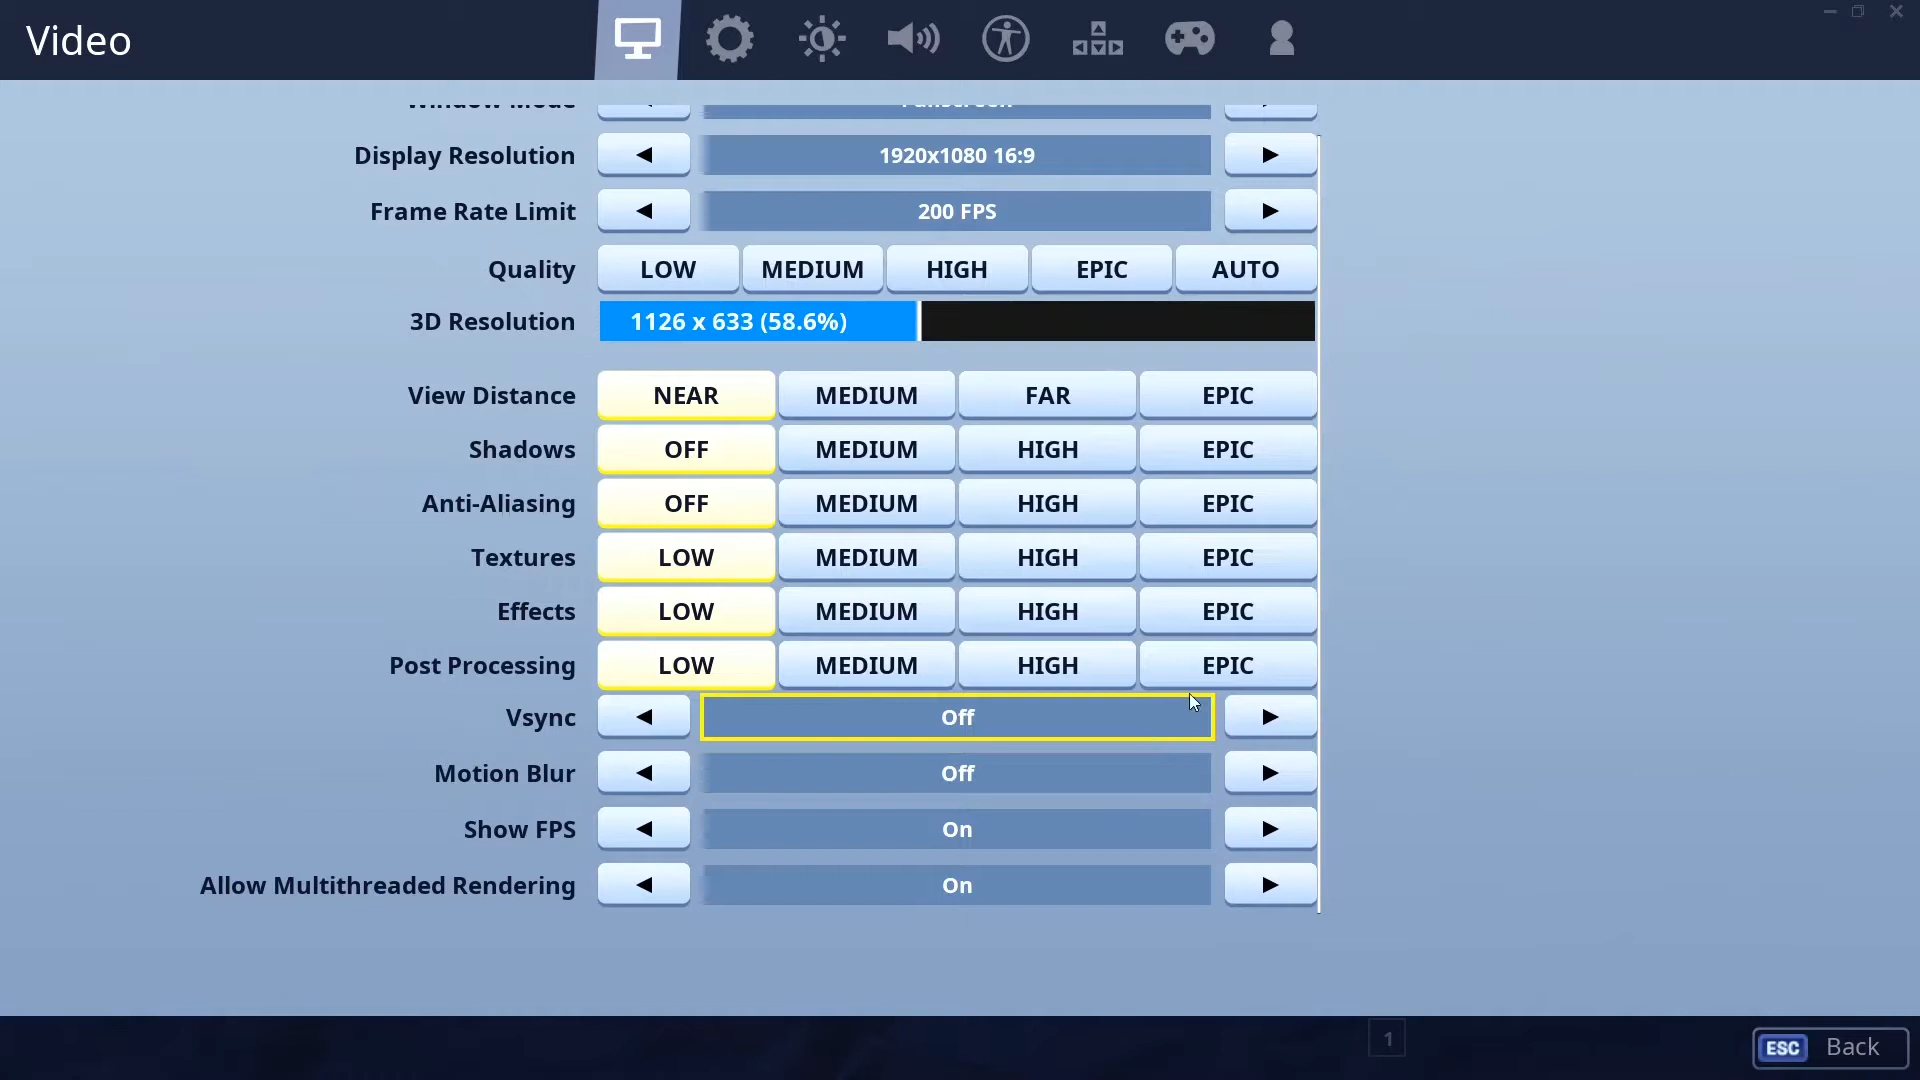 Video
Window Mode Fullscreen
Display Resolution 1920x1080 16:9
Frame Rate Limit 200 FPS
Quality LOW MEDIUM HIGH EPIC AUTO
3D Resolution 1126 x 633 (58.6%)
View Distance NEAR MEDIUM FAR EPIC
Shadows OFF MEDIUM HIGH EPIC
Anti-Aliasing OFF MEDIUM HIGH EPIC
Textures LOW MEDIUM HIGH EPIC
Effects LOW MEDIUM HIGH EPIC
Post Processing LOW MEDIUM HIGH EPIC
Vsync Off
Motion Blur Off
Show FPS On
Allow Multithreaded Rendering On
1
ESC Back